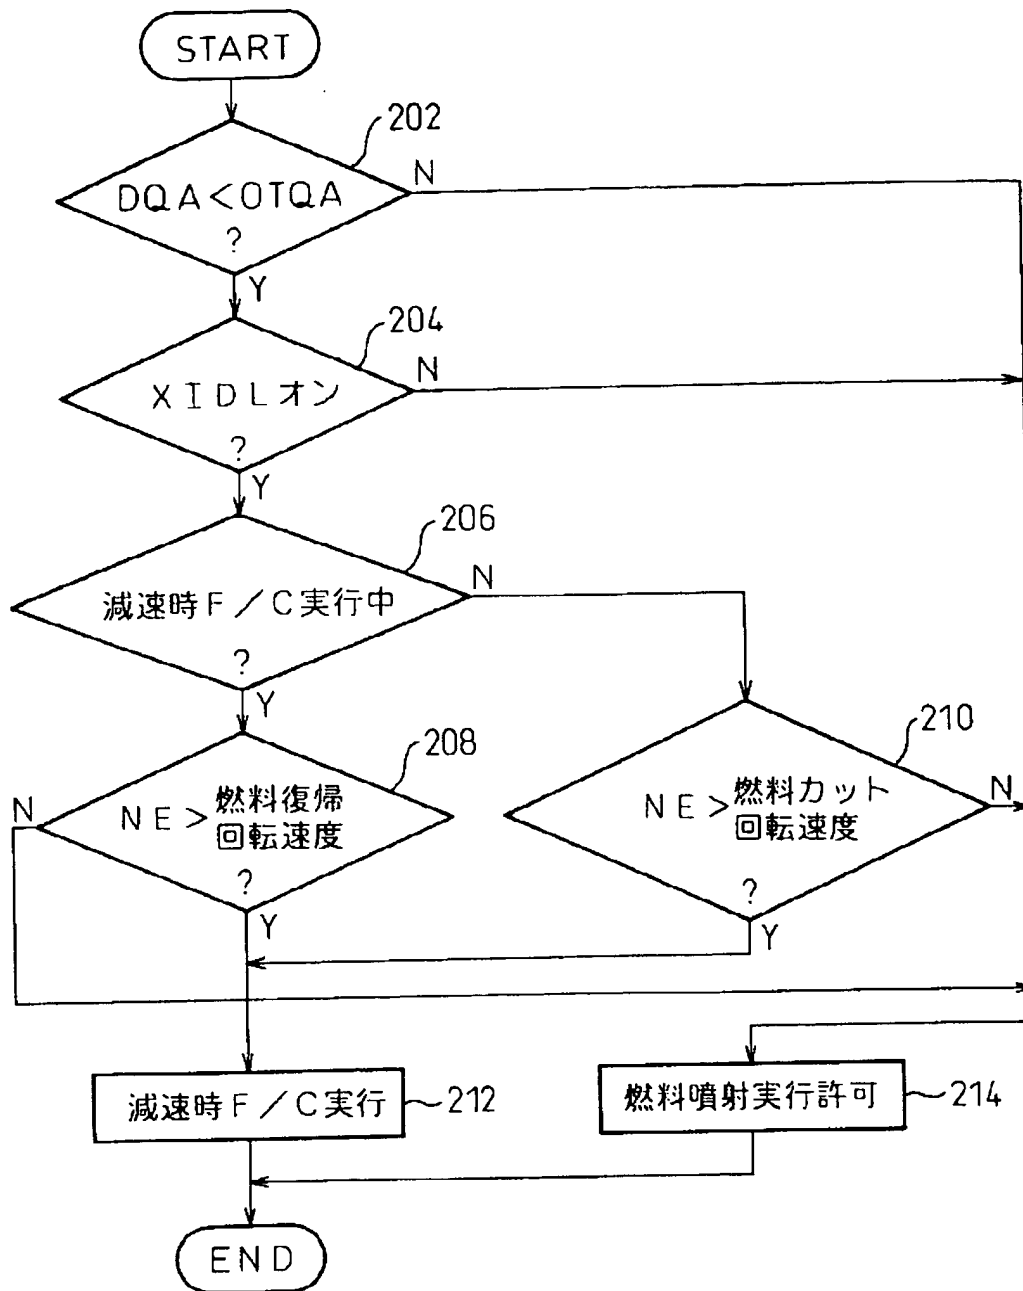 START
202
DQA<OTQA
?
N
Y
204
XIDLオン
?
N
Y
206
減速時F/C実行中
?
N
Y
208
NE>燃料復帰
回転速度
?
N
Y
210
NE>燃料カット
回転速度
?
N
Y
減速時F/C実行
212
燃料噴射実行許可
214
END